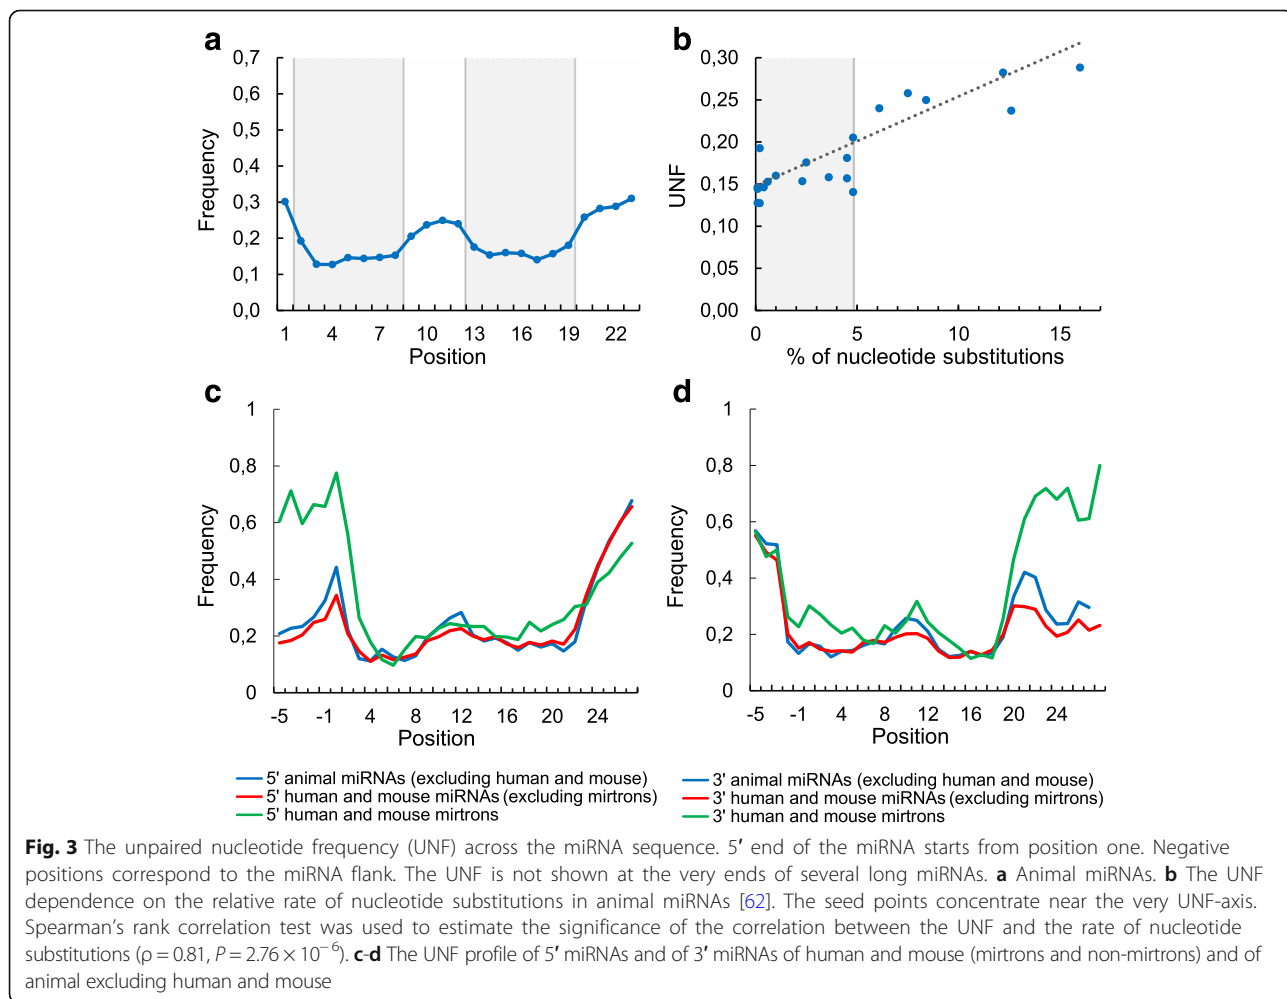 a
0,7
0,6
0,5
0,4
0,3
0,2
0,1
0,0
Frequency
1 4 7 10 13 16 19 22
Position
b
0,30
0,25
0,20
0,15
0,10
0,05
0,00
UNF
0 5 10 15
% of nucleotide substitutions
c
1
0,8
0,6
0,4
0,2
0
Frequency
-5 -1 4 8 12 16 20 24
Position
5' animal miRNAs (excluding human and mouse)
5' human and mouse miRNAs (excluding mirtrons)
5' human and mouse mirtrons
d
1
0,8
0,6
0,4
0,2
0
Frequency
-5 -1 4 8 12 16 20 24
Position
3' animal miRNAs (excluding human and mouse)
3' human and mouse miRNAs (excluding mirtrons)
3' human and mouse mirtrons
Fig. 3 The unpaired nucleotide frequency (UNF) across the miRNA sequence. 5′ end of the miRNA starts from position one. Negative
positions correspond to the miRNA flank. The UNF is not shown at the very ends of several long miRNAs. a Animal miRNAs. b The UNF
dependence on the relative rate of nucleotide substitutions in animal miRNAs [62]. The seed points concentrate near the very UNF-axis.
Spearman's rank correlation test was used to estimate the significance of the correlation between the UNF and the rate of nucleotide
substitutions (ρ = 0.81, P = 2.76 × 10⁻⁶). c-d The UNF profile of 5′ miRNAs and of 3′ miRNAs of human and mouse (mirtrons and non-mirtrons) and of
animal excluding human and mouse